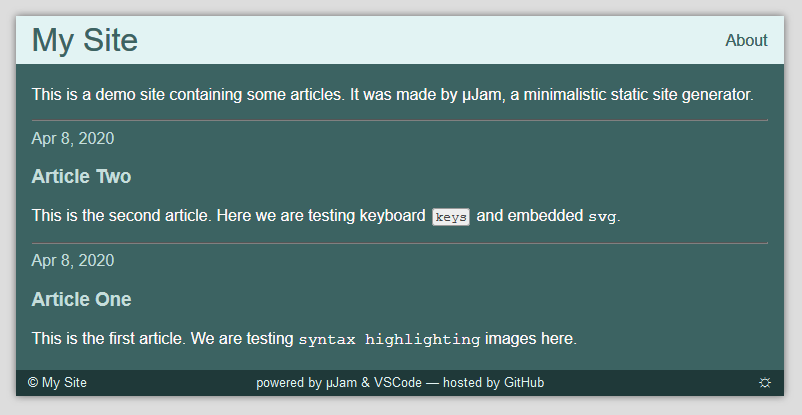 My Site
About
This is a demo site containing some articles. It was made by µJam, a minimalistic static site generator.
Apr 8, 2020
Article Two
This is the second article. Here we are testing keyboard keys and embedded svg.
Apr 8, 2020
Article One
This is the first article. We are testing syntax highlighting images here.
© My Site
powered by µJam & VSCode — hosted by GitHub